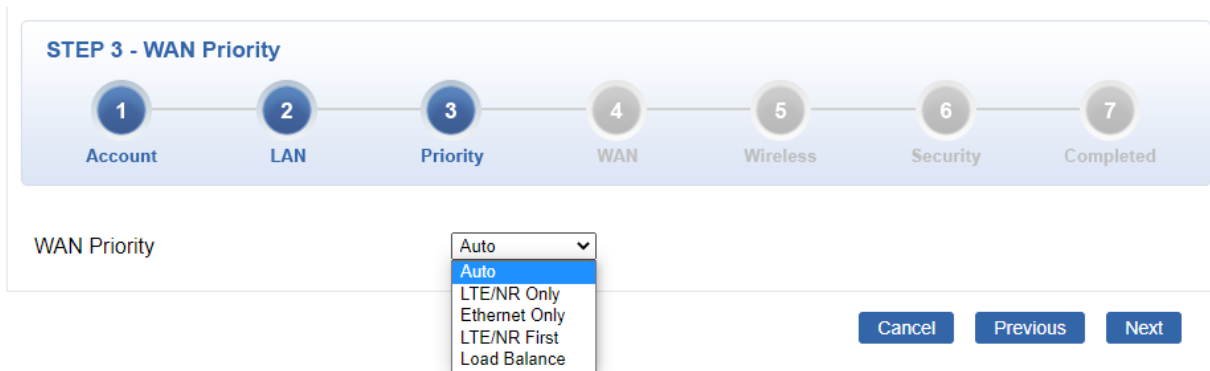 STEP 3 - WAN Priority
1 2 3 4 5 6 7
Account LAN Priority WAN Wireless Security Completed
WAN Priority Auto
Auto
LTE/NR Only
Ethernet Only
LTE/NR First
Load Balance
Cancel Previous Next